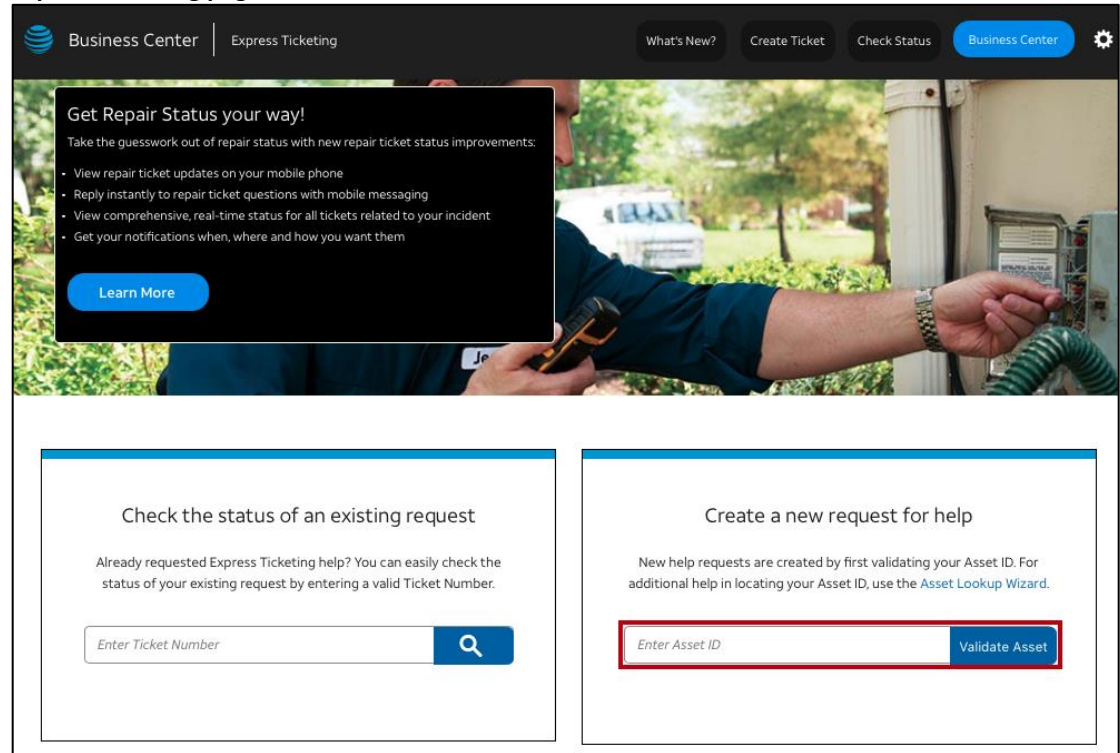 Business Center Express Ticketing What's New? Create Ticket Check Status Business Center
Get Repair Status your way!
Take the guesswork out of repair status with new repair ticket status improvements:
• View repair ticket updates on your mobile phone
• Reply instantly to repair ticket questions with mobile messaging
• View comprehensive, real-time status for all tickets related to your incident
• Get your notifications when, where and how you want them
Learn More
Je
Check the status of an existing request
Already requested Express Ticketing help? You can easily check the
status of your existing request by entering a valid Ticket Number.
Enter Ticket Number
Create a new request for help
New help requests are created by first validating your Asset ID. For
additional help in locating your Asset ID, use the Asset Lookup Wizard.
Enter Asset ID Validate Asset